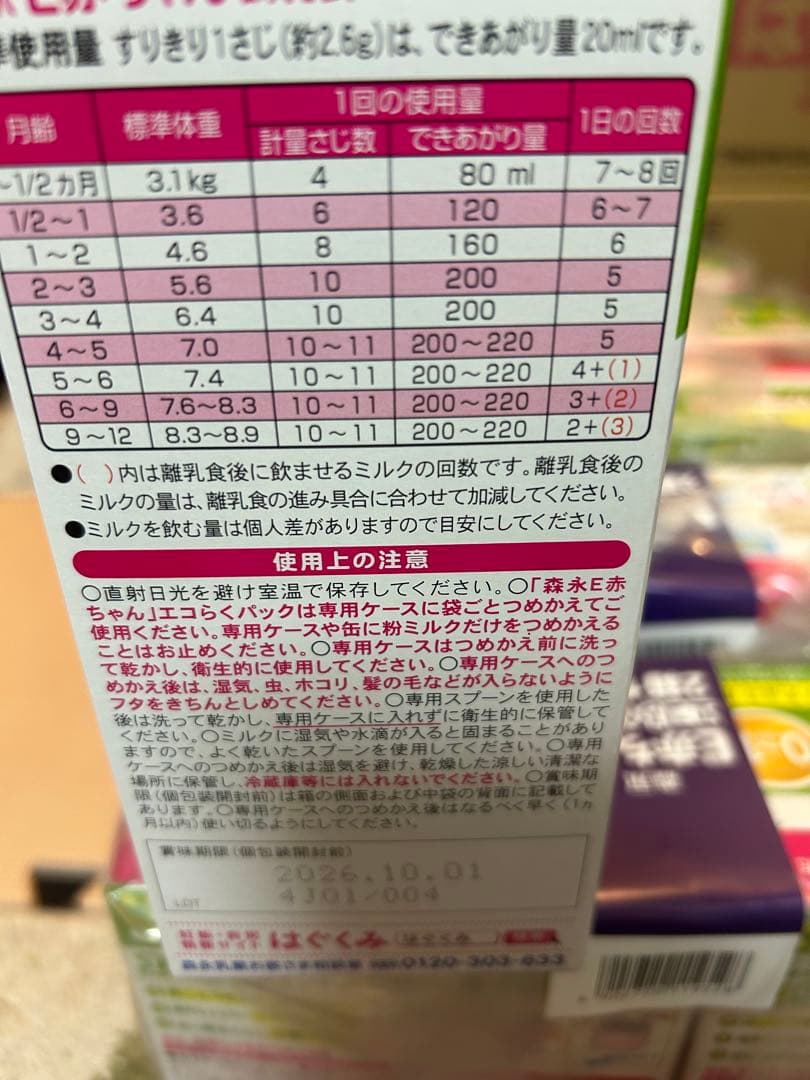 使用量 すりきり1さじ(約2.6g)は、できあがり量20mlです。
月齢 標準体重 1回の使用量 1日の回数
計量さじ数 できあがり量
~1/2カ月 3.1kg 4 80 ml 7~8回
1/2~1 3.6 6 120 6~7
1~2 4.6 8 160 6
2~3 5.6 10 200 5
3~4 6.4 10 200 5
4~5 7.0 10~11 200~220 5
5~6 7.4 10~11 200~220 4+(1)
6~9 7.6~8.3 10~11 200~220 3+(2)
9~12 8.3~8.9 10~11 200~220 2+(3)
●( )内は離乳食後に飲ませるミルクの回数です。離乳食後の
ミルクの量は、離乳食の進み具合に合わせて加減してください。
●ミルクを飲む量は個人差がありますので目安にしてください。
使用上の注意
○直射日光を避け室温で保存してください。○「森永E赤
ちゃん」エコらくパックは専用ケースに袋ごとつめかえてご
使用ください。専用ケースや缶に粉ミルクだけをつめかえる
ことはお止めください。○専用ケースはつめかえ前に洗っ
て乾かし、衛生的に使用してください。○専用ケースへのつ
めかえ後は、湿気、虫、ホコリ、髪の毛などが入らないように
フタをきちんとしめてください。○専用スプーンを使用した
後は洗って乾かし、専用ケースに入れずに衛生的に保管して
ください。○ミルクに湿気や水滴が入ると固まることがあり
ますので、よく乾いたスプーンを使用してください。○専用
ケースへのつめかえ後は湿気を避け、乾燥した涼しい清潔な
場所に保管し、冷蔵庫等には入れないでください。○賞味期
限(個包装開封前)は箱の側面および中袋の背面に記載して
あります。○専用ケースへのつめかえ後はなるべく早く(1ヵ
月以内)使い切るようにしてください。
賞味期限(個包装開封前)
2026.10.01
LOT 4J01/004
はぐくみ
0120-303-633